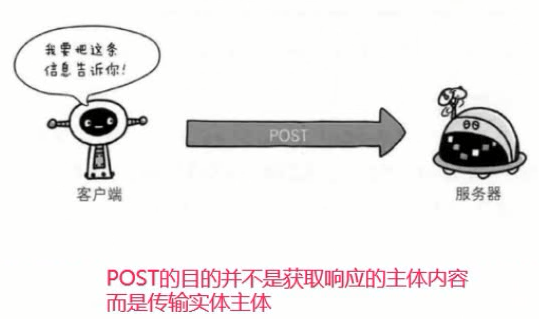 我要把这条
信息告诉你!
POST
客户端
服务器
POST的目的并不是获取响应的主体内容
而是传输实体主体